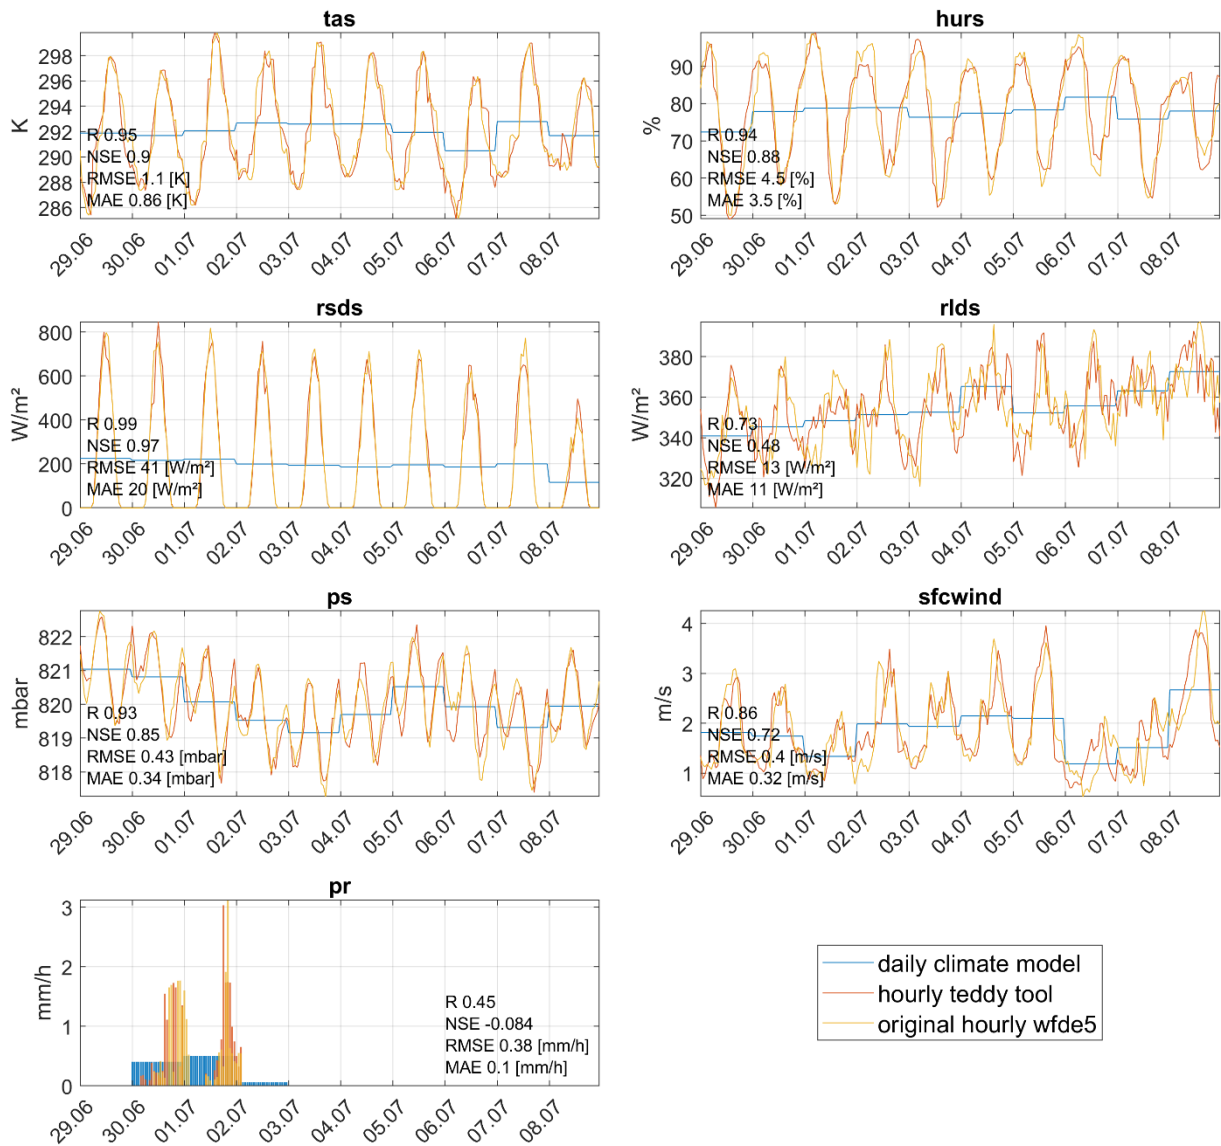 tas
K
298
296
294
292
290
288
286
R 0.95
NSE 0.9
RMSE 1.1 [K]
MAE 0.86 [K]
29.06
30.06
01.07
02.07
03.07
04.07
05.07
06.07
07.07
08.07
hurs
%
90
80
70
60
50
R 0.94
NSE 0.88
RMSE 4.5 [%]
MAE 3.5 [%]
29.06
30.06
01.07
02.07
03.07
04.07
05.07
06.07
07.07
08.07
rsds
W/m²
800
600
400
200
0
R 0.99
NSE 0.97
RMSE 41 [W/m²]
MAE 20 [W/m²]
29.06
30.06
01.07
02.07
03.07
04.07
05.07
06.07
07.07
08.07
rlds
W/m²
380
360
340
320
R 0.73
NSE 0.48
RMSE 13 [W/m²]
MAE 11 [W/m²]
29.06
30.06
01.07
02.07
03.07
04.07
05.07
06.07
07.07
08.07
ps
mbar
822
821
820
819
818
R 0.93
NSE 0.85
RMSE 0.43 [mbar]
MAE 0.34 [mbar]
29.06
30.06
01.07
02.07
03.07
04.07
05.07
06.07
07.07
08.07
sfcwind
m/s
4
3
2
1
R 0.86
NSE 0.72
RMSE 0.4 [m/s]
MAE 0.32 [m/s]
29.06
30.06
01.07
02.07
03.07
04.07
05.07
06.07
07.07
08.07
pr
mm/h
3
2
1
0
R 0.45
NSE -0.084
RMSE 0.38 [mm/h]
MAE 0.1 [mm/h]
29.06
30.06
01.07
02.07
03.07
04.07
05.07
06.07
07.07
08.07
daily climate model
hourly teddy tool
original hourly wfde5